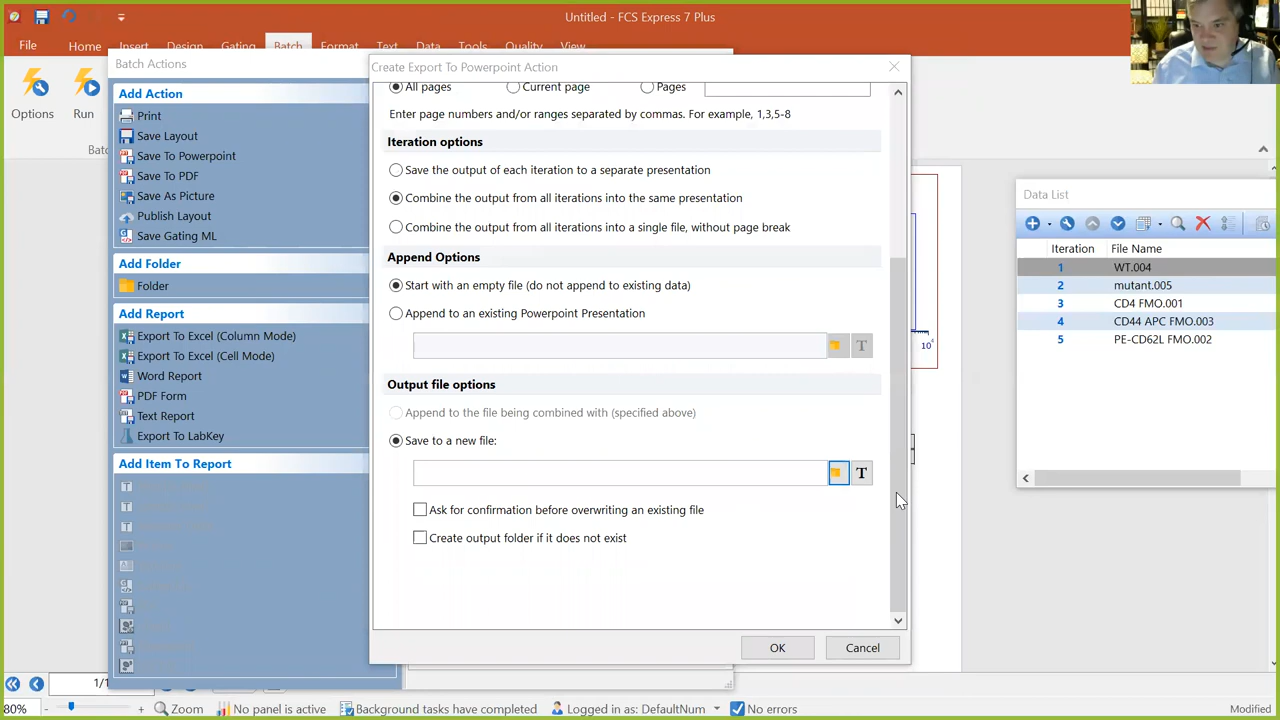 Untitled - FCS Express 7 Plus
File Home Insert Design Gating Batch Format Text Data Tools Quality View
Options
Run
Batch Actions
Add Action
Print
Save Layout
Save To Powerpoint
Save To PDF
Save As Picture
Publish Layout
Save Gating ML
Add Folder
Folder
Add Report
Export To Excel (Column Mode)
Export To Excel (Cell Mode)
Word Report
PDF Form
Text Report
Export To LabKey
Add Item To Report
Create Export To Powerpoint Action
All pages Current page Pages
Enter page numbers and/or ranges separated by commas. For example, 1,3,5-8
Iteration options
Save the output of each iteration to a separate presentation
Combine the output from all iterations into the same presentation
Combine the output from all iterations into a single file, without page break
Append Options
Start with an empty file (do not append to existing data)
Append to an existing Powerpoint Presentation
T
Output file options
Append to the file being combined with (specified above)
Save to a new file:
T
Ask for confirmation before overwriting an existing file
Create output folder if it does not exist
OK Cancel
10^4
Data List
Iteration File Name
1 WT.004
2 mutant.005
3 CD4 FMO.001
4 CD44 APC FMO.003
5 PE-CD62L FMO.002
1/1
80% - + Zoom No panel is active Background tasks have completed Logged in as: DefaultNum No errors Modified